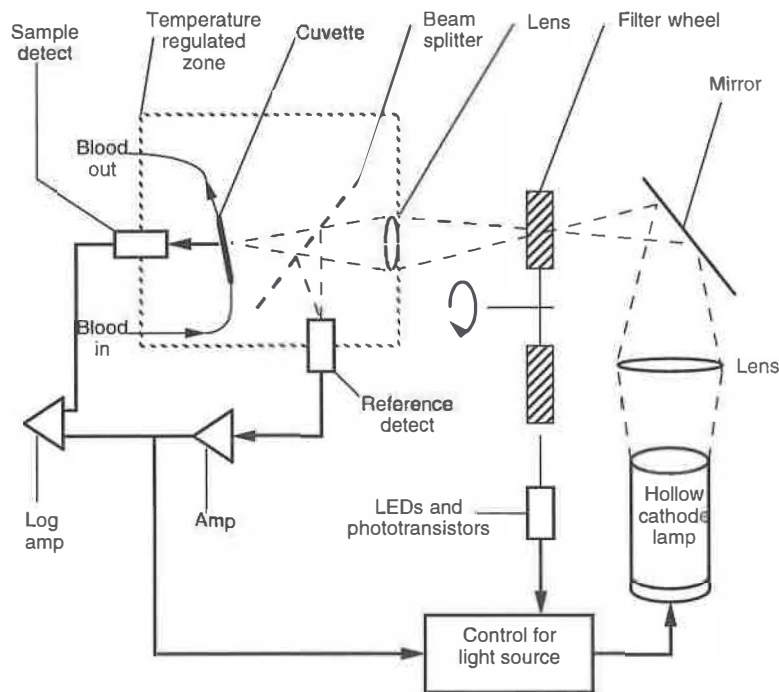 Sample
detect
Temperature
regulated
zone
Cuvette
Beam
splitter
Lens
Filter wheel
Mirror
Blood
out
Blood
in
Reference
detect
Lens
Log
amp
Amp
LEDs and
phototransistors
Hollow
cathode
lamp
Control for
light source